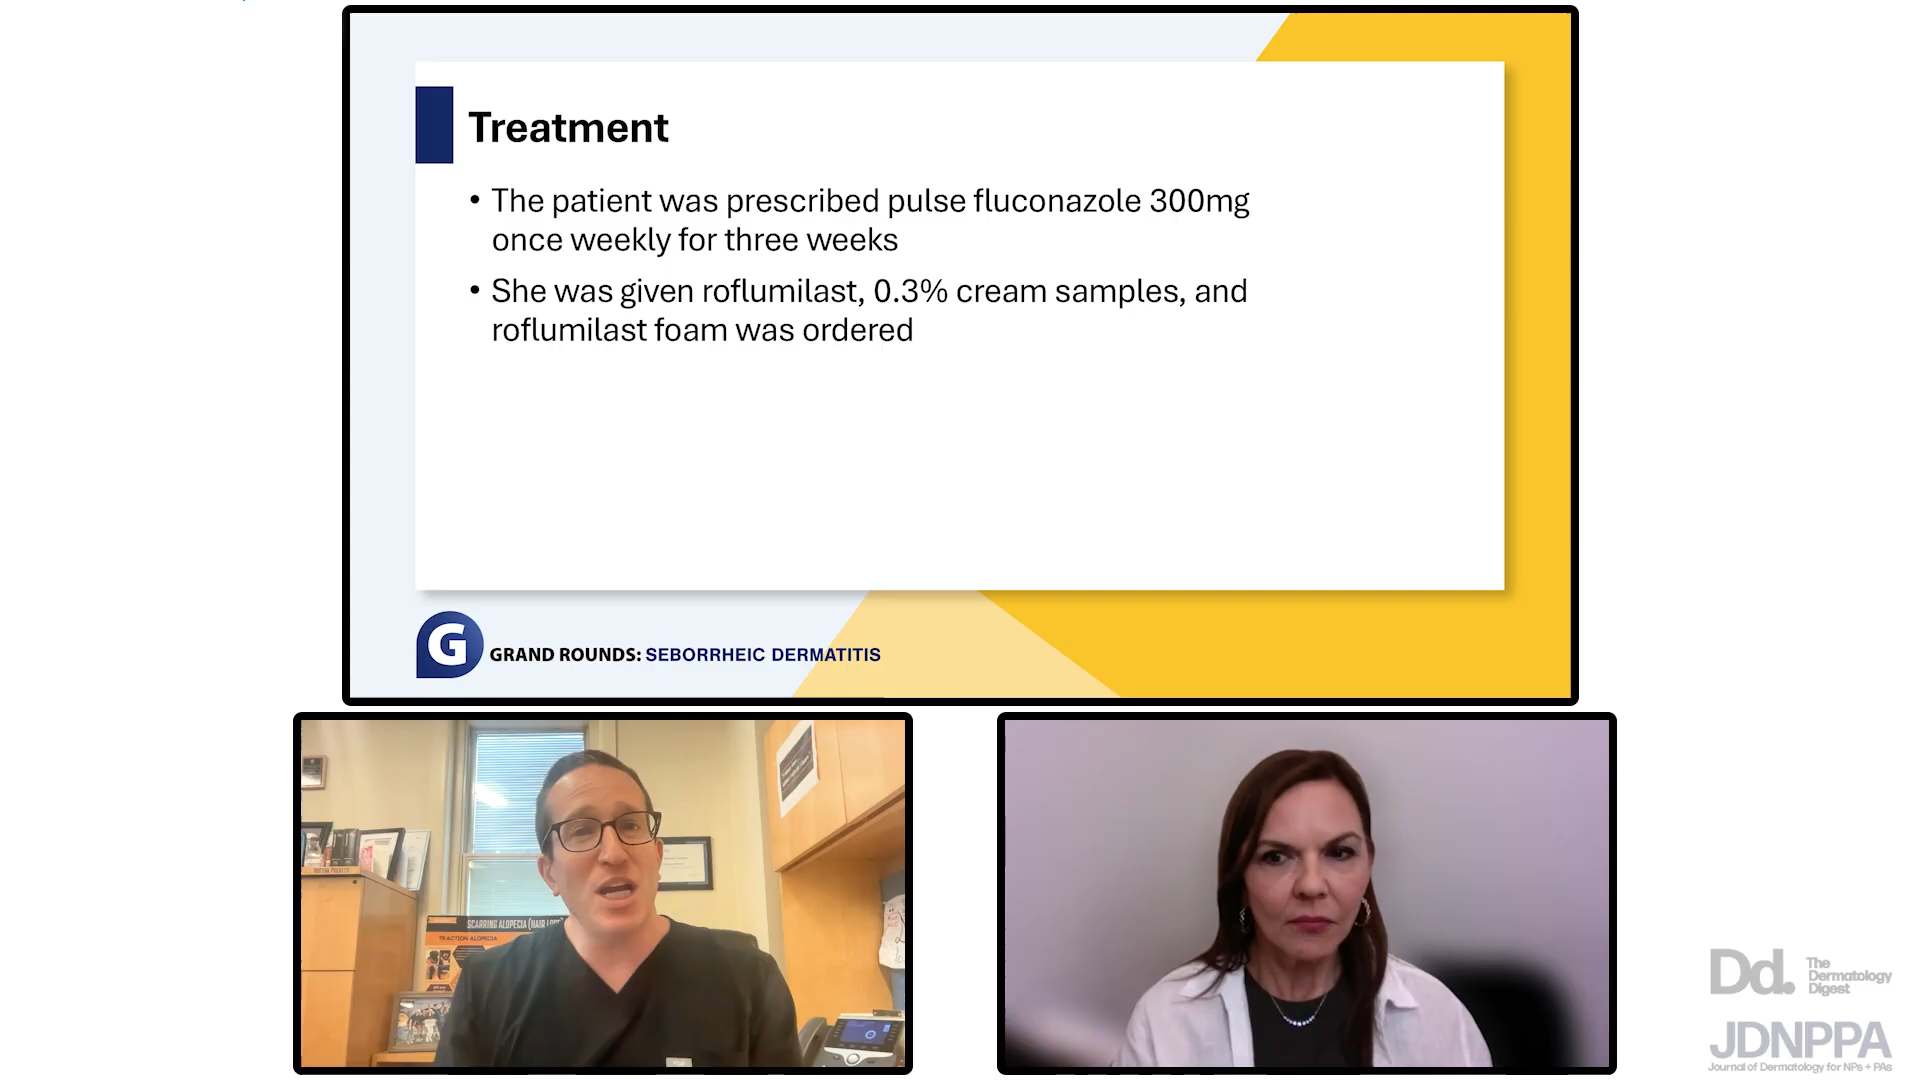 Treatment
• The patient was prescribed pulse fluconazole 300mg
once weekly for three weeks
• She was given roflumilast, 0.3% cream samples, and
roflumilast foam was ordered
G
GRAND ROUNDS: SEBORRHEIC DERMATITIS
SCARRING ALOPECIA (HAIR
TRACTION ALOPECIA
Dd.
The
Dermatology
Digest
JDNPPA
Journal of Dermatology for NPs + PAs